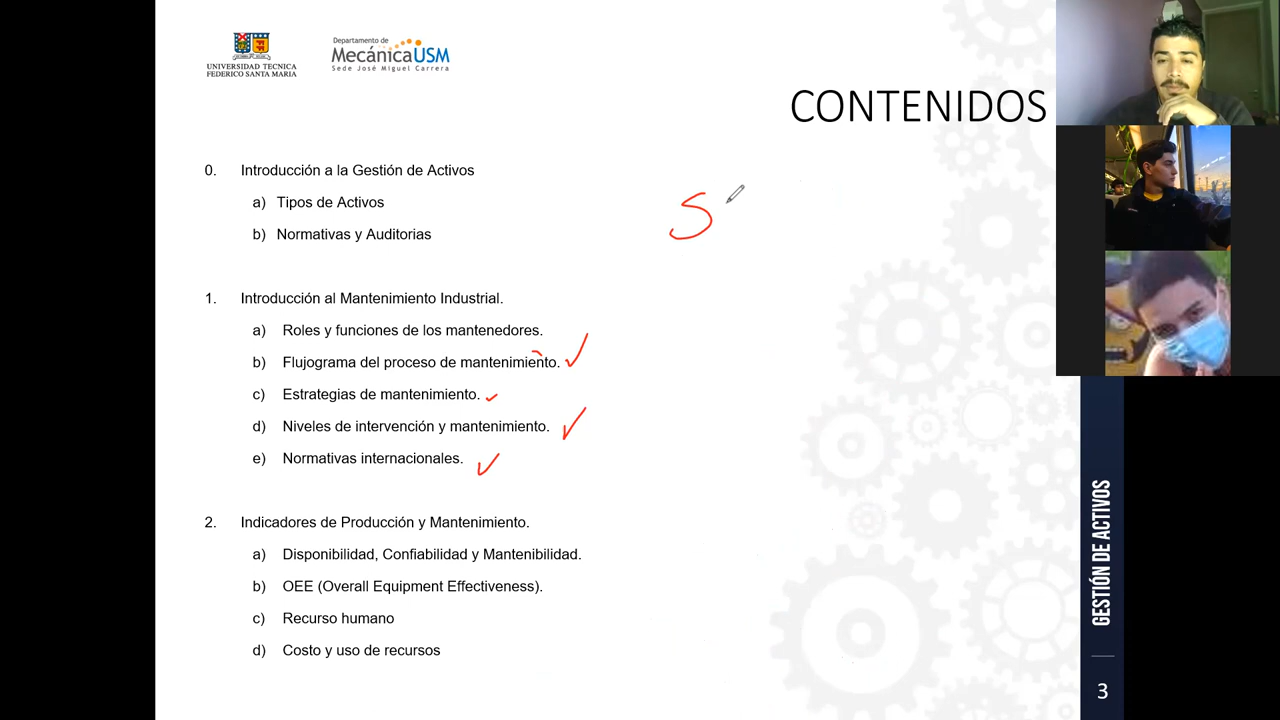 UNIVERSIDAD TECNICA
FEDERICO SANTA MARIA
Departamento de
MecánicaUSM
Sede José Miguel Carrera
CONTENIDOS
0. Introducción a la Gestión de Activos
a) Tipos de Activos
b) Normativas y Auditorias
S
1. Introducción al Mantenimiento Industrial.
a) Roles y funciones de los mantenedores.
b) Flujograma del proceso de mantenimiento.
c) Estrategias de mantenimiento.
d) Niveles de intervención y mantenimiento.
e) Normativas internacionales.
2. Indicadores de Producción y Mantenimiento.
a) Disponibilidad, Confiabilidad y Mantenibilidad.
b) OEE (Overall Equipment Effectiveness).
c) Recurso humano
d) Costo y uso de recursos
GESTIÓN DE ACTIVOS
3